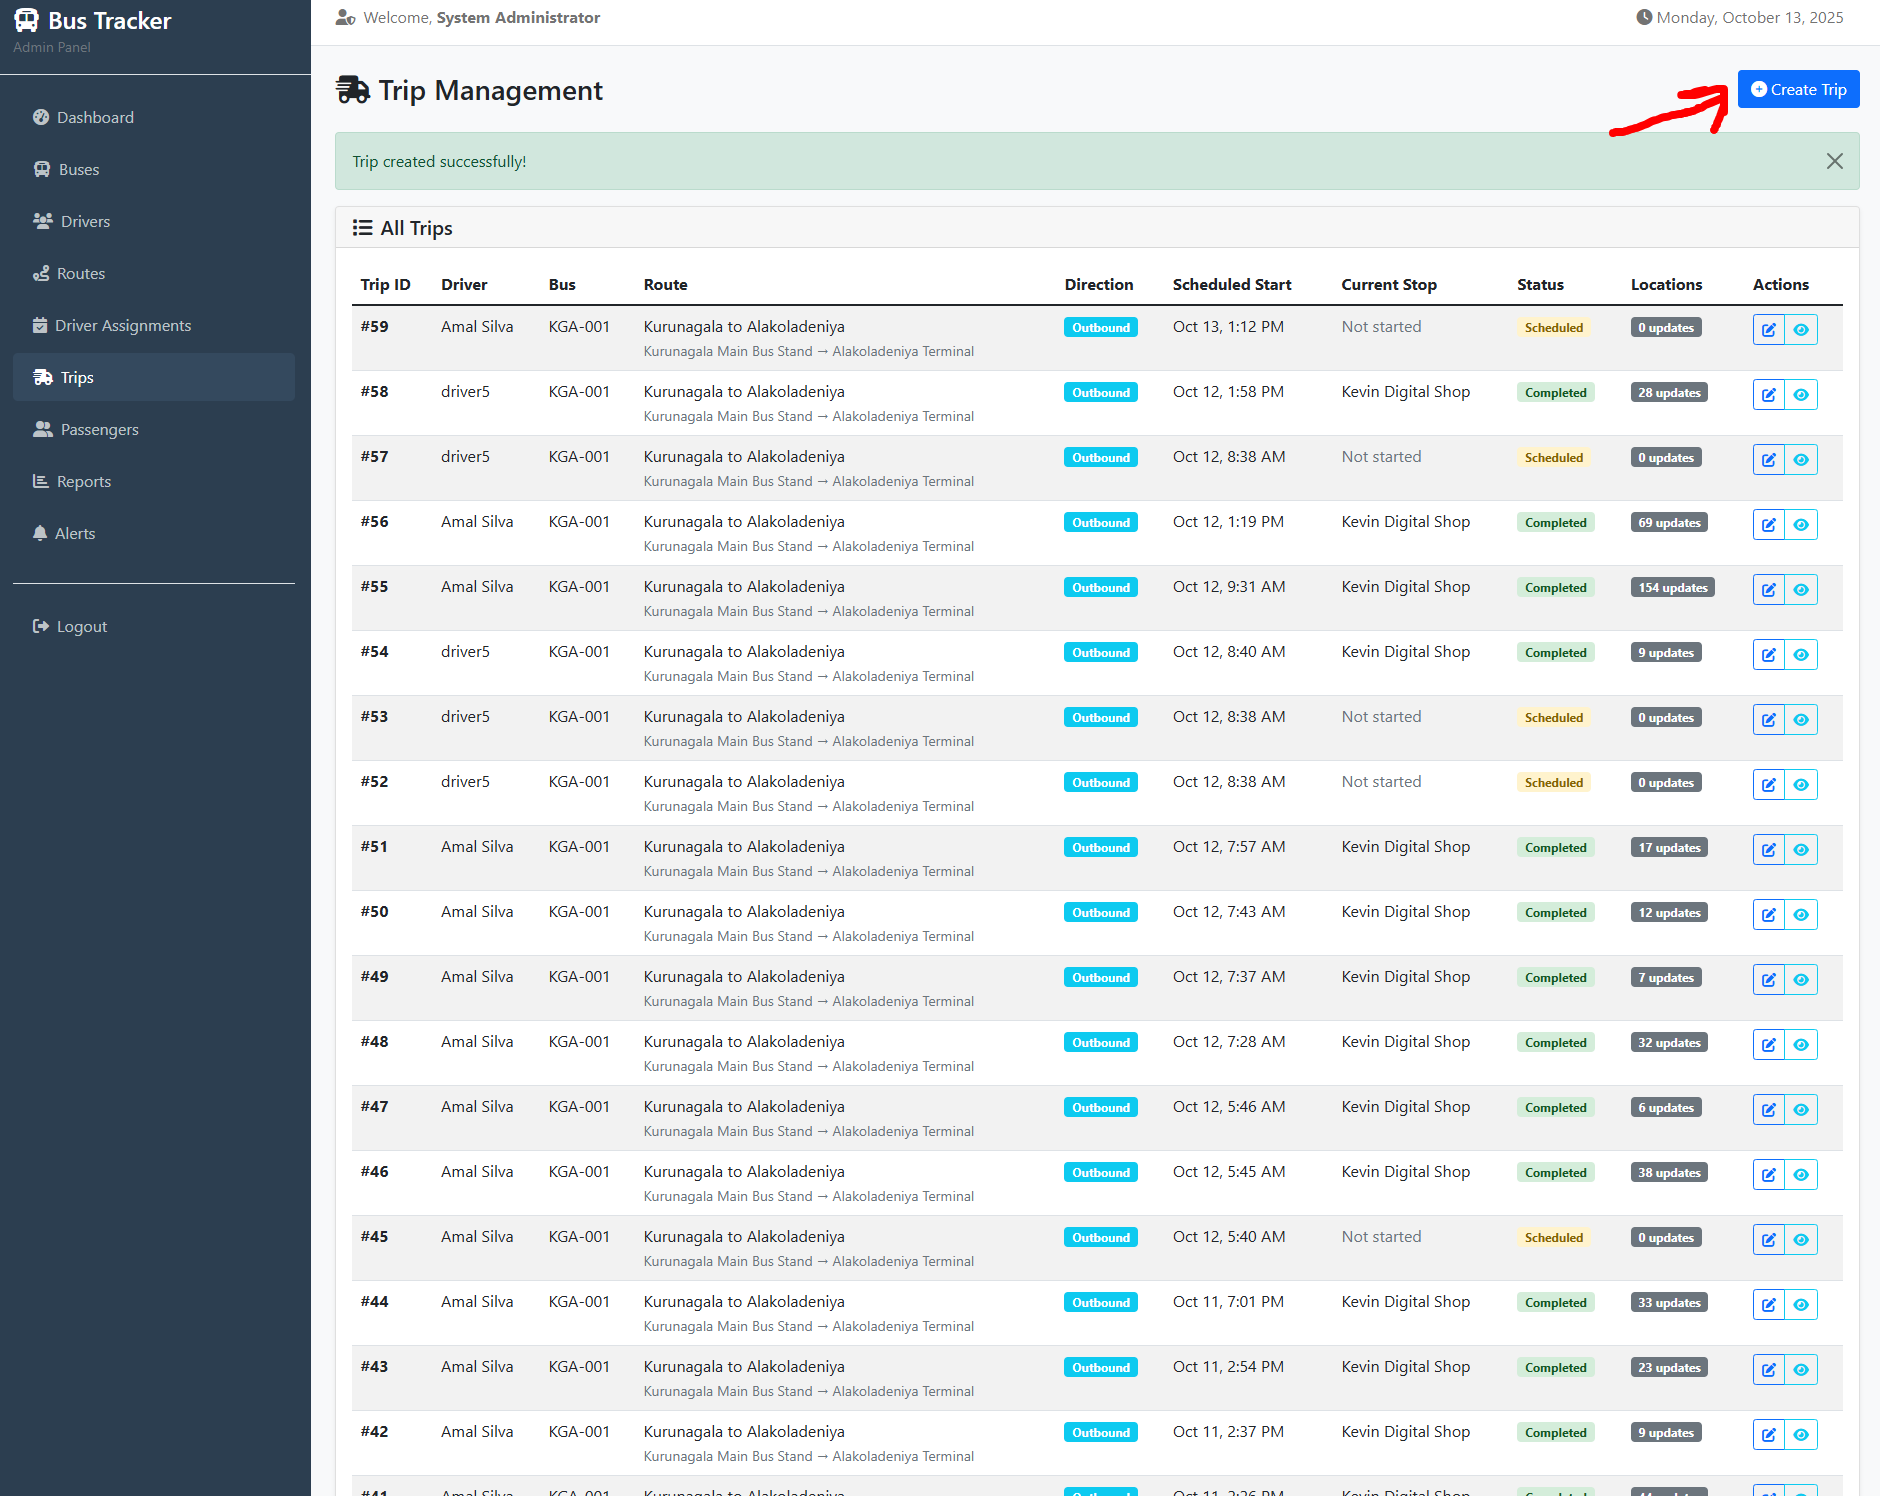 Bus Tracker
Admin Panel
Dashboard
Buses
Drivers
Routes
Driver Assignments
Trips
Passengers
Reports
Alerts
Logout
Welcome, System Administrator
Monday, October 13, 2025
Trip Management
Create Trip
Trip created successfully!
All Trips
Trip ID Driver Bus Route Direction Scheduled Start Current Stop Status Locations Actions
#59 Amal Silva KGA-001 Kurunagala to Alakoladeniya Outbound Oct 13, 1:12 PM Not started Scheduled 0 updates
Kurunagala Main Bus Stand → Alakoladeniya Terminal
#58 driver5 KGA-001 Kurunagala to Alakoladeniya Outbound Oct 12, 1:58 PM Kevin Digital Shop Completed 28 updates
Kurunagala Main Bus Stand → Alakoladeniya Terminal
#57 driver5 KGA-001 Kurunagala to Alakoladeniya Outbound Oct 12, 8:38 AM Not started Scheduled 0 updates
Kurunagala Main Bus Stand → Alakoladeniya Terminal
#56 Amal Silva KGA-001 Kurunagala to Alakoladeniya Outbound Oct 12, 1:19 PM Kevin Digital Shop Completed 69 updates
Kurunagala Main Bus Stand → Alakoladeniya Terminal
#55 Amal Silva KGA-001 Kurunagala to Alakoladeniya Outbound Oct 12, 9:31 AM Kevin Digital Shop Completed 154 updates
Kurunagala Main Bus Stand → Alakoladeniya Terminal
#54 driver5 KGA-001 Kurunagala to Alakoladeniya Outbound Oct 12, 8:40 AM Kevin Digital Shop Completed 9 updates
Kurunagala Main Bus Stand → Alakoladeniya Terminal
#53 driver5 KGA-001 Kurunagala to Alakoladeniya Outbound Oct 12, 8:38 AM Not started Scheduled 0 updates
Kurunagala Main Bus Stand → Alakoladeniya Terminal
#52 driver5 KGA-001 Kurunagala to Alakoladeniya Outbound Oct 12, 8:38 AM Not started Scheduled 0 updates
Kurunagala Main Bus Stand → Alakoladeniya Terminal
#51 Amal Silva KGA-001 Kurunagala to Alakoladeniya Outbound Oct 12, 7:57 AM Kevin Digital Shop Completed 17 updates
Kurunagala Main Bus Stand → Alakoladeniya Terminal
#50 Amal Silva KGA-001 Kurunagala to Alakoladeniya Outbound Oct 12, 7:43 AM Kevin Digital Shop Completed 12 updates
Kurunagala Main Bus Stand → Alakoladeniya Terminal
#49 Amal Silva KGA-001 Kurunagala to Alakoladeniya Outbound Oct 12, 7:37 AM Kevin Digital Shop Completed 7 updates
Kurunagala Main Bus Stand → Alakoladeniya Terminal
#48 Amal Silva KGA-001 Kurunagala to Alakoladeniya Outbound Oct 12, 7:28 AM Kevin Digital Shop Completed 32 updates
Kurunagala Main Bus Stand → Alakoladeniya Terminal
#47 Amal Silva KGA-001 Kurunagala to Alakoladeniya Outbound Oct 12, 5:46 AM Kevin Digital Shop Completed 6 updates
Kurunagala Main Bus Stand → Alakoladeniya Terminal
#46 Amal Silva KGA-001 Kurunagala to Alakoladeniya Outbound Oct 12, 5:45 AM Kevin Digital Shop Completed 38 updates
Kurunagala Main Bus Stand → Alakoladeniya Terminal
#45 Amal Silva KGA-001 Kurunagala to Alakoladeniya Outbound Oct 12, 5:40 AM Not started Scheduled 0 updates
Kurunagala Main Bus Stand → Alakoladeniya Terminal
#44 Amal Silva KGA-001 Kurunagala to Alakoladeniya Outbound Oct 11, 7:01 PM Kevin Digital Shop Completed 33 updates
Kurunagala Main Bus Stand → Alakoladeniya Terminal
#43 Amal Silva KGA-001 Kurunagala to Alakoladeniya Outbound Oct 11, 2:54 PM Kevin Digital Shop Completed 23 updates
Kurunagala Main Bus Stand → Alakoladeniya Terminal
#42 Amal Silva KGA-001 Kurunagala to Alakoladeniya Outbound Oct 11, 2:37 PM Kevin Digital Shop Completed 9 updates
Kurunagala Main Bus Stand → Alakoladeniya Terminal